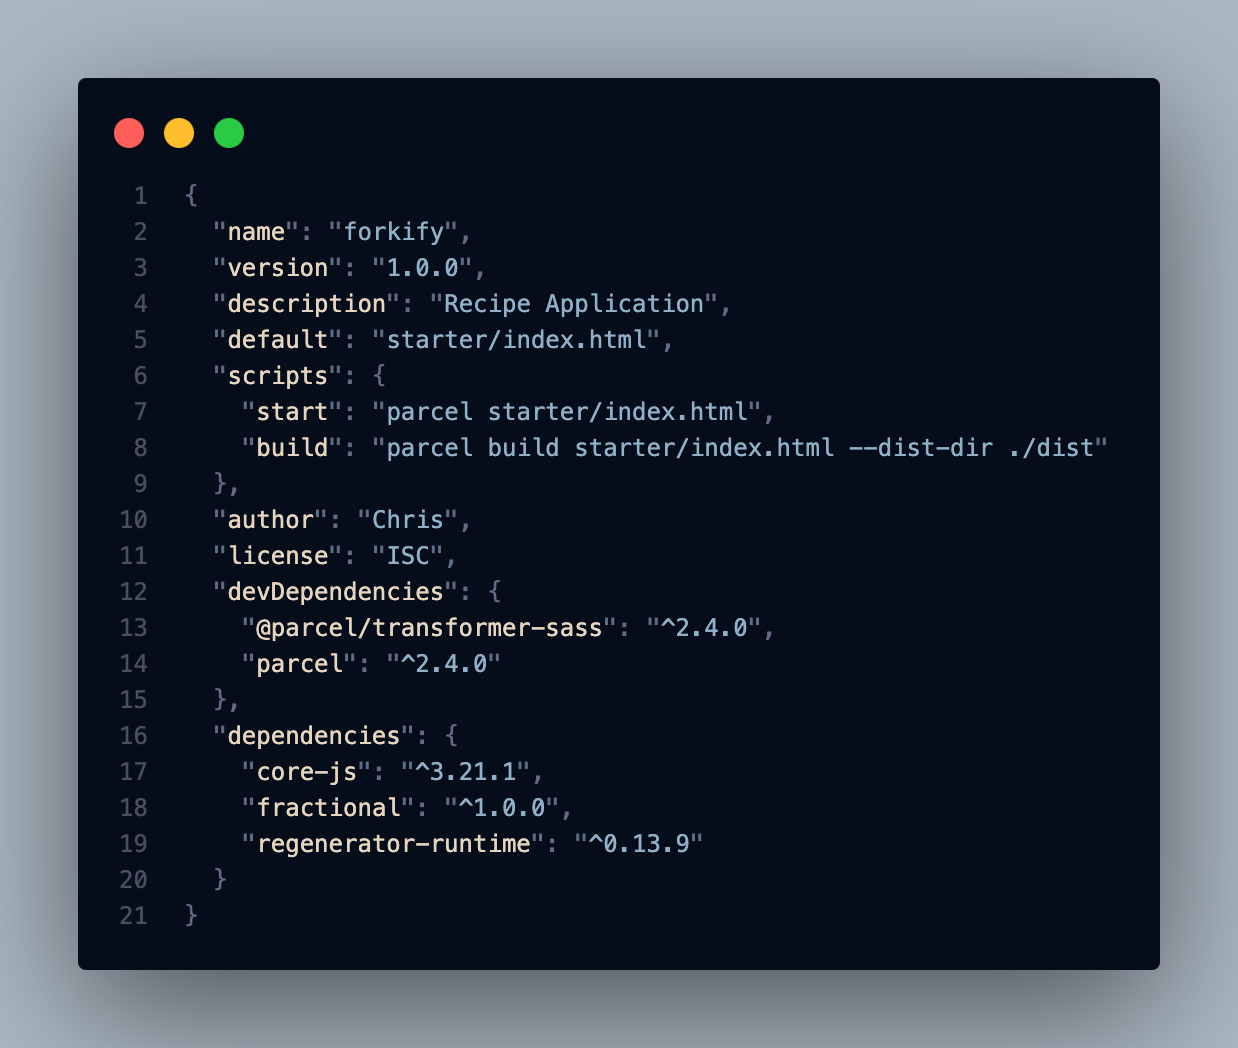 1 {
2   "name": "forkify",
3   "version": "1.0.0",
4   "description": "Recipe Application",
5   "default": "starter/index.html",
6   "scripts": {
7     "start": "parcel starter/index.html",
8     "build": "parcel build starter/index.html --dist-dir ./dist"
9   },
10   "author": "Chris",
11   "license": "ISC",
12   "devDependencies": {
13     "@parcel/transformer-sass": "^2.4.0",
14     "parcel": "^2.4.0"
15   },
16   "dependencies": {
17     "core-js": "^3.21.1",
18     "fractional": "^1.0.0",
19     "regenerator-runtime": "^0.13.9"
20   }
21 }